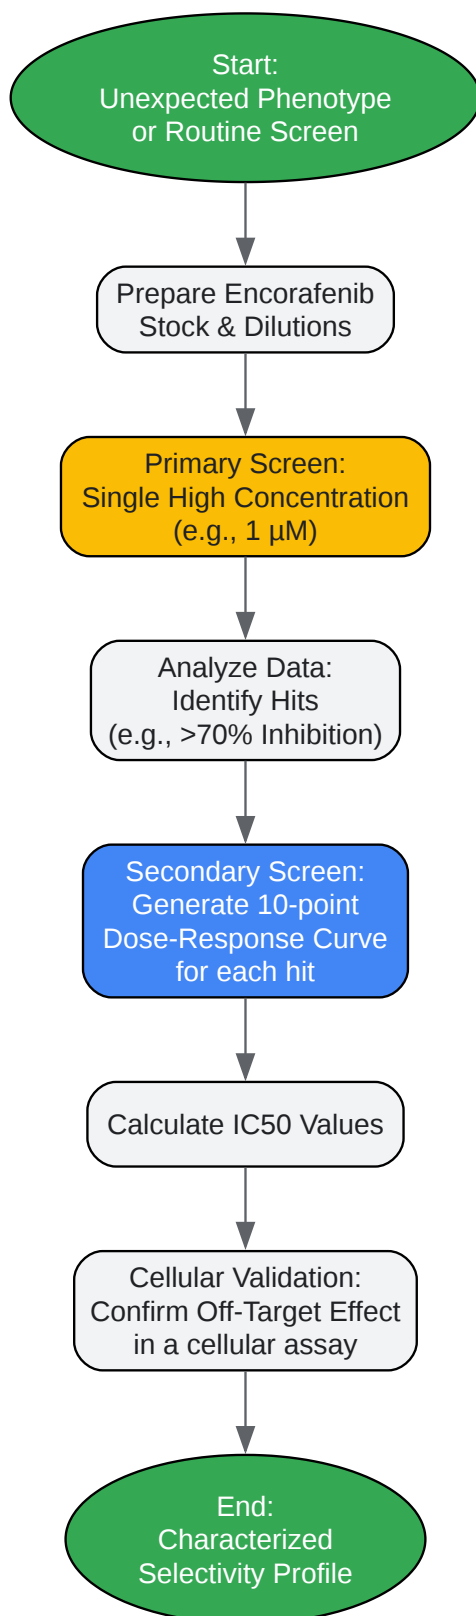 Start:
Unexpected Phenotype
or Routine Screen
Prepare Encorafenib
Stock & Dilutions
Primary Screen:
Single High Concentration
(e.g., 1 µM)
Analyze Data:
Identify Hits
(e.g., >70% Inhibition)
Secondary Screen:
Generate 10-point
Dose-Response Curve
for each hit
Calculate IC50 Values
Cellular Validation:
Confirm Off-Target Effect
in a cellular assay
End:
Characterized
Selectivity Profile